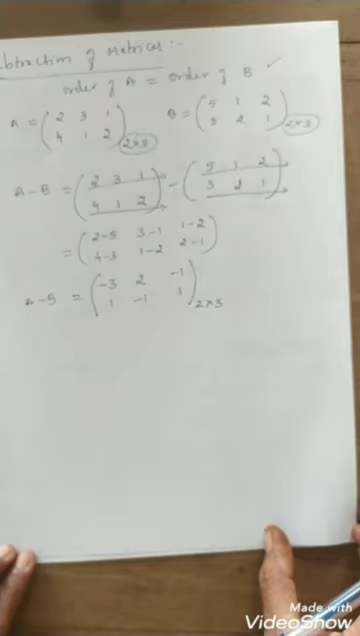 btraction of Matrices:-
order of A = order of B ✓
A = (2 3 1
4 1 2) 2×3
B = (5 1 2
3 2 1) 2×3
A-B = (2 3 1
4 1 2) - (5 1 2
3 2 1)
= (2-5 3-1 1-2
4-3 1-2 2-1)
A-B = (-3 2 -1
1 -1 1) 2×3
Made with
VideoShow